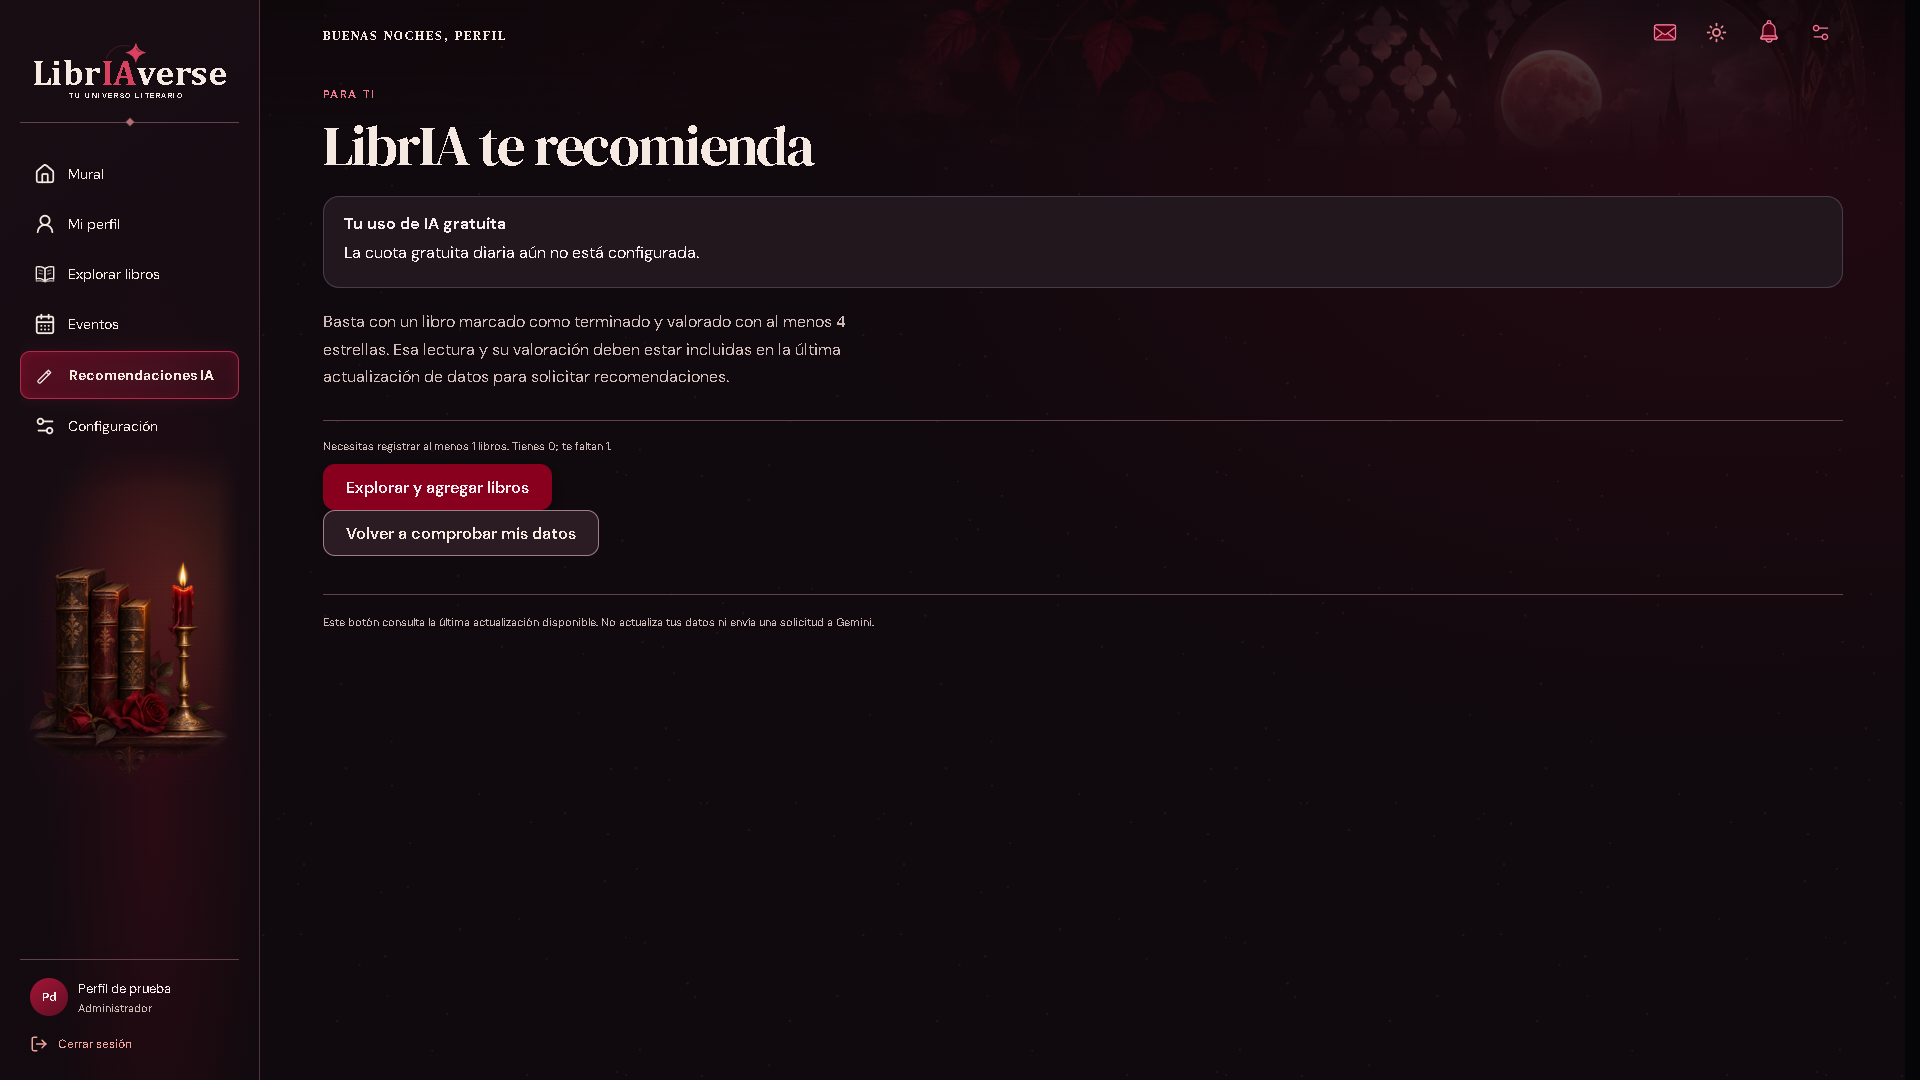 LibrIAverse
TU UNIVERSO LITERARIO
Mural
Mi perfil
Explorar libros
Eventos
Recomendaciones IA
Configuración
Pd
Perfil de prueba
Administrador
Cerrar sesión
BUENAS NOCHES, PERFIL
PARA TI
LibrIA te recomienda
Tu uso de IA gratuita
La cuota gratuita diaria aún no está configurada.
Basta con un libro marcado como terminado y valorado con al menos 4
estrellas. Esa lectura y su valoración deben estar incluidas en la última
actualización de datos para solicitar recomendaciones.
Necesitas registrar al menos 1 libros. Tienes 0; te faltan 1.
Explorar y agregar libros
Volver a comprobar mis datos
Este botón consulta la última actualización disponible. No actualiza tus datos ni envía una solicitud a Gemini.